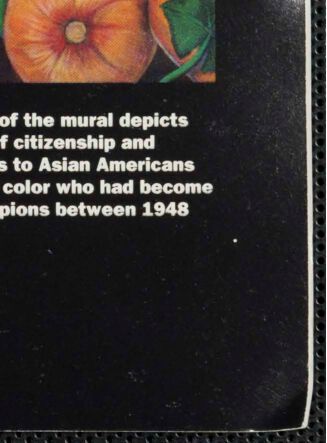 of the mural depicts
f citizenship and
s to Asian Americans
color who had become
pions between 1948